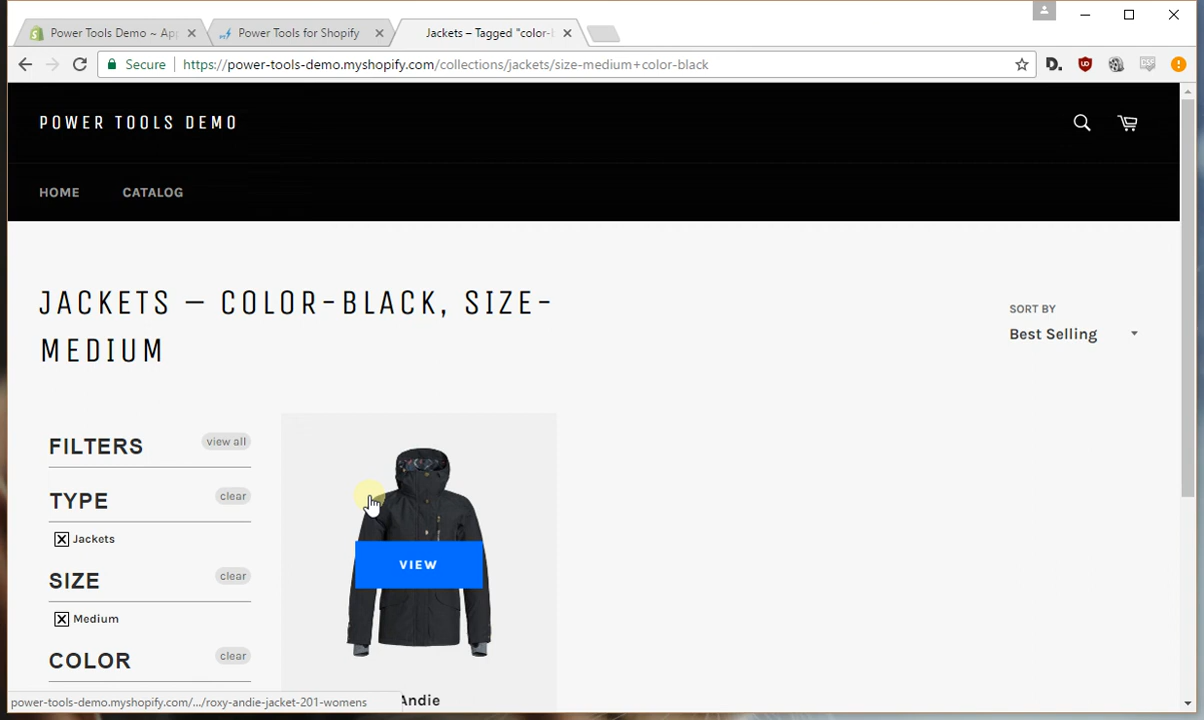 Power Tools Demo ~ Ap
Power Tools for Shopify
Jackets – Tagged "color-b
Secure
https://power-tools-demo.myshopify.com/collections/jackets/size-medium+color-black
D.
POWER TOOLS DEMO
HOME
CATALOG
JACKETS – COLOR-BLACK, SIZE-
MEDIUM
SORT BY
Best Selling
FILTERS
view all
TYPE
clear
Jackets
SIZE
clear
Medium
COLOR
clear
VIEW
Andie
power-tools-demo.myshopify.com/.../roxy-andie-jacket-201-womens